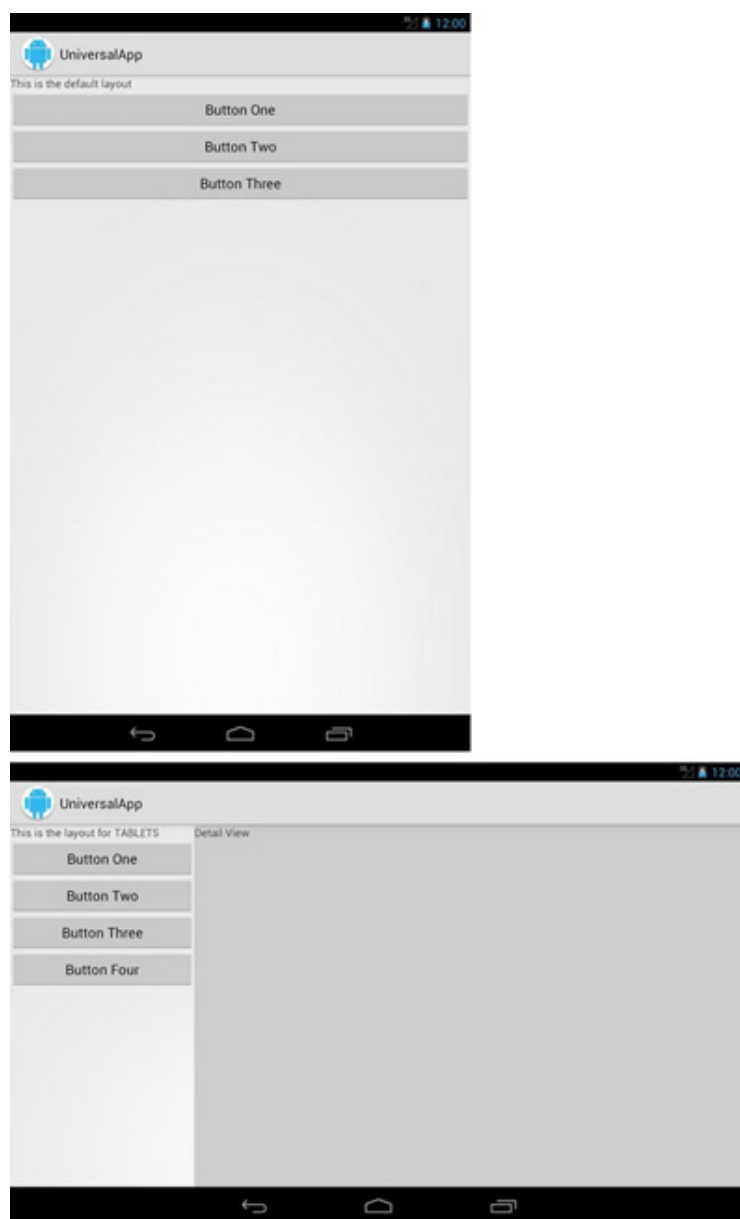 12:00
UniversalApp
This is the default layout
Button One
Button Two
Button Three
12:00
UniversalApp
This is the layout for TABLETS
Detail View
Button One
Button Two
Button Three
Button Four